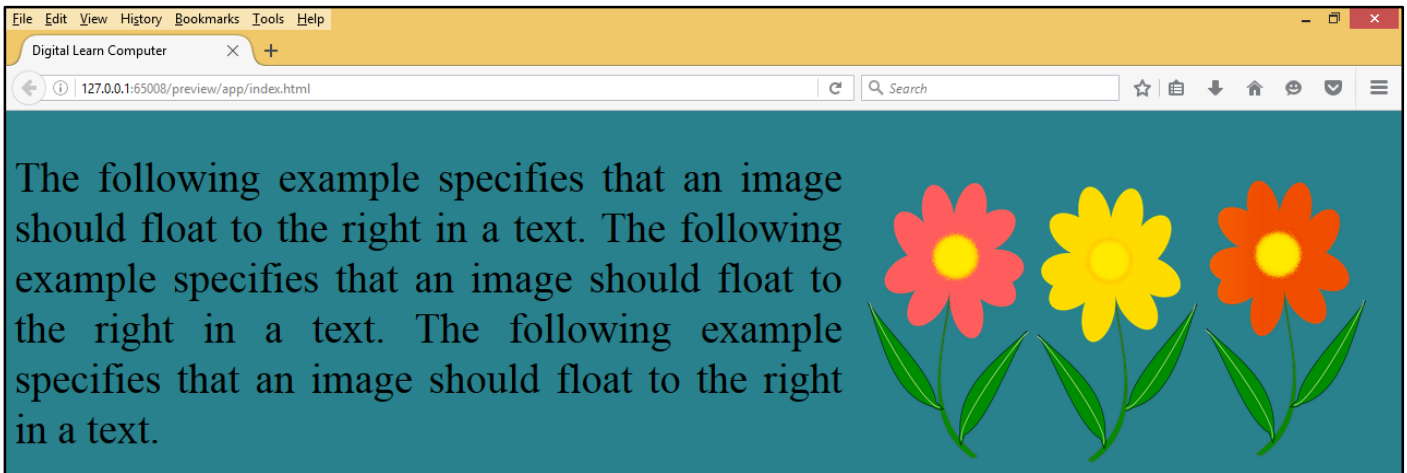 File Edit View History Bookmarks Tools Help
Digital Learn Computer
127.0.0.1:65008/preview/app/index.html
Search
The following example specifies that an image
should float to the right in a text. The following
example specifies that an image should float to
the right in a text. The following example
specifies that an image should float to the right
in a text.